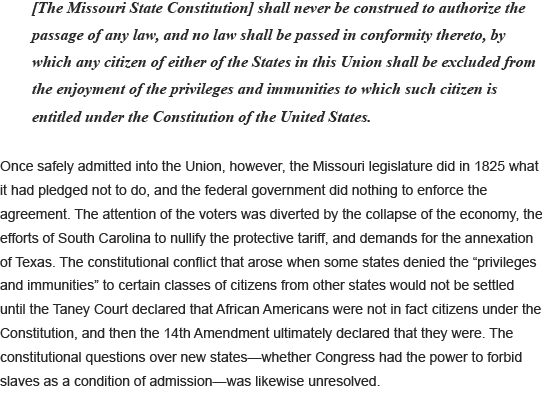 [The Missouri State Constitution] shall never be construed to authorize the
passage of any law, and no law shall be passed in conformity thereto, by
which any citizen of either of the States in this Union shall be excluded from
the enjoyment of the privileges and immunities to which such citizen is
entitled under the Constitution of the United States.
Once safely admitted into the Union, however, the Missouri legislature did in 1825 what
it had pledged not to do, and the federal government did nothing to enforce the
agreement. The attention of the voters was diverted by the collapse of the economy, the
efforts of South Carolina to nullify the protective tariff, and demands for the annexation
of Texas. The constitutional conflict that arose when some states denied the “privileges
and immunities” to certain classes of citizens from other states would not be settled
until the Taney Court declared that African Americans were not in fact citizens under the
Constitution, and then the 14th Amendment ultimately declared that they were. The
constitutional questions over new states—whether Congress had the power to forbid
slaves as a condition of admission—was likewise unresolved.